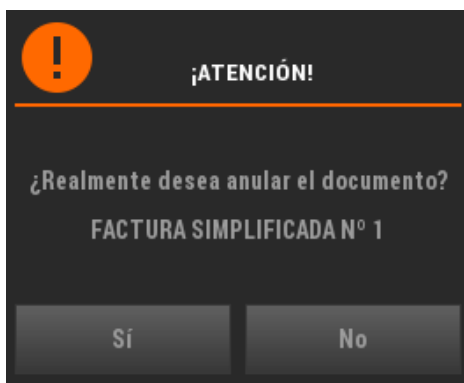 !
¡ATENCIÓN!
¿Realmente desea anular el documento?
FACTURA SIMPLIFICADA Nº 1
Sí
No